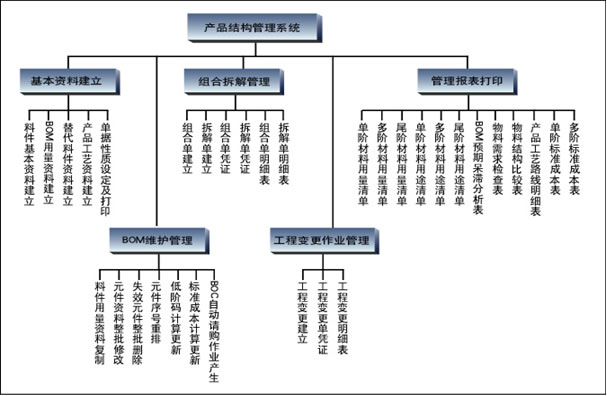 产品结构管理系统
基本资料建立
组合拆解管理
管理报表打印
料件基本资料建立
BOM用量资料建立
替代料件资料建立
产品工艺资料建立
单据性质设定及打印
组合单建立
拆解单建立
组合单凭证
拆解单凭证
组合单明细表
拆解单明细表
单阶材料用量清单
多阶材料用量清单
尾阶材料用量清单
单阶材料用途清单
多阶材料用途清单
尾阶材料用途清单
BOM预期呆滞分析表
物料需求检查表
物料结构比较表
产品工艺路线明细表
单阶标准成本表
多阶标准成本表
BOM维护管理
工程变更作业管理
料件用量资料复制
元件资料整批修改
失效元件整批删除
元件序号重排
低阶码计算更新
标准成本计算更新
BOC自动请购作业产生
工程变更建立
工程变更单凭证
工程变更明细表